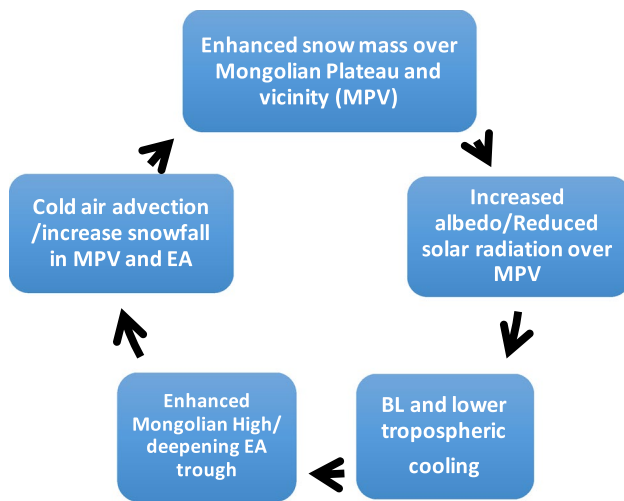 Enhanced snow mass over
Mongolian Plateau and
vicinity (MPV)
Increased
albedo/Reduced
solar radiation over
MPV
BL and lower
tropospheric
cooling
Enhanced
Mongolian High/
deepening EA
trough
Cold air advection
/increase snowfall
in MPV and EA